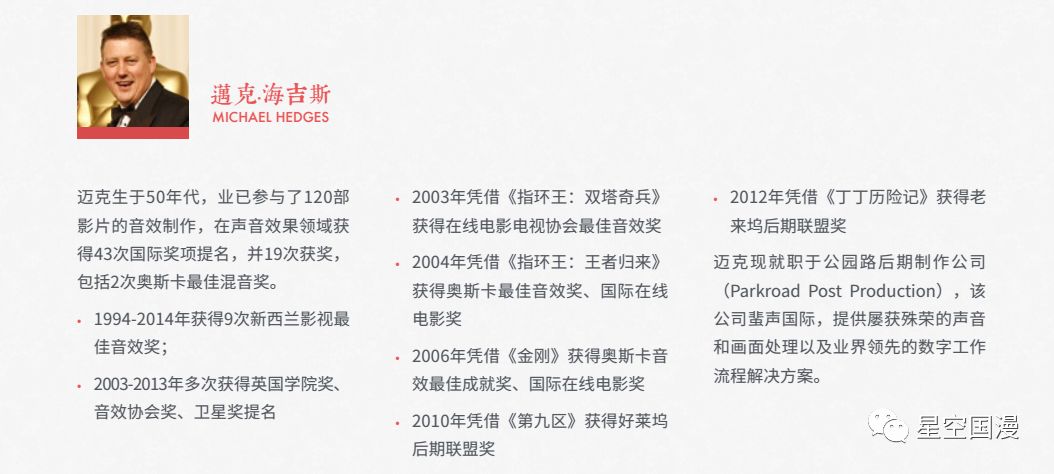 邁克·海吉斯
MICHAEL HEDGES
迈克生于50年代，业已参与了120部
影片的音效制作，在声音效果领域获
得43次国际奖项提名，并19次获奖，
包括2次奥斯卡最佳混音奖。
• 1994-2014年获得9次新西兰影视最
佳音效奖；
• 2003-2013年多次获得英国学院奖、
音效协会奖、卫星奖提名
• 2003年凭借《指环王：双塔奇兵》
获得在线电影电视协会最佳音效奖
• 2004年凭借《指环王：王者归来》
获得奥斯卡最佳音效奖、国际在线
电影奖
• 2006年凭借《金刚》获得奥斯卡音
效最佳成就奖、国际在线电影奖
• 2010年凭借《第九区》获得好莱坞
后期联盟奖
• 2012年凭借《丁丁历险记》获得老
来坞后期联盟奖
迈克现就职于公园路后期制作公司
（Parkroad Post Production），该
公司蜚声国际，提供屡获殊荣的声音
和画面处理以及业界领先的数字工作
流程解决方案。
星空国漫